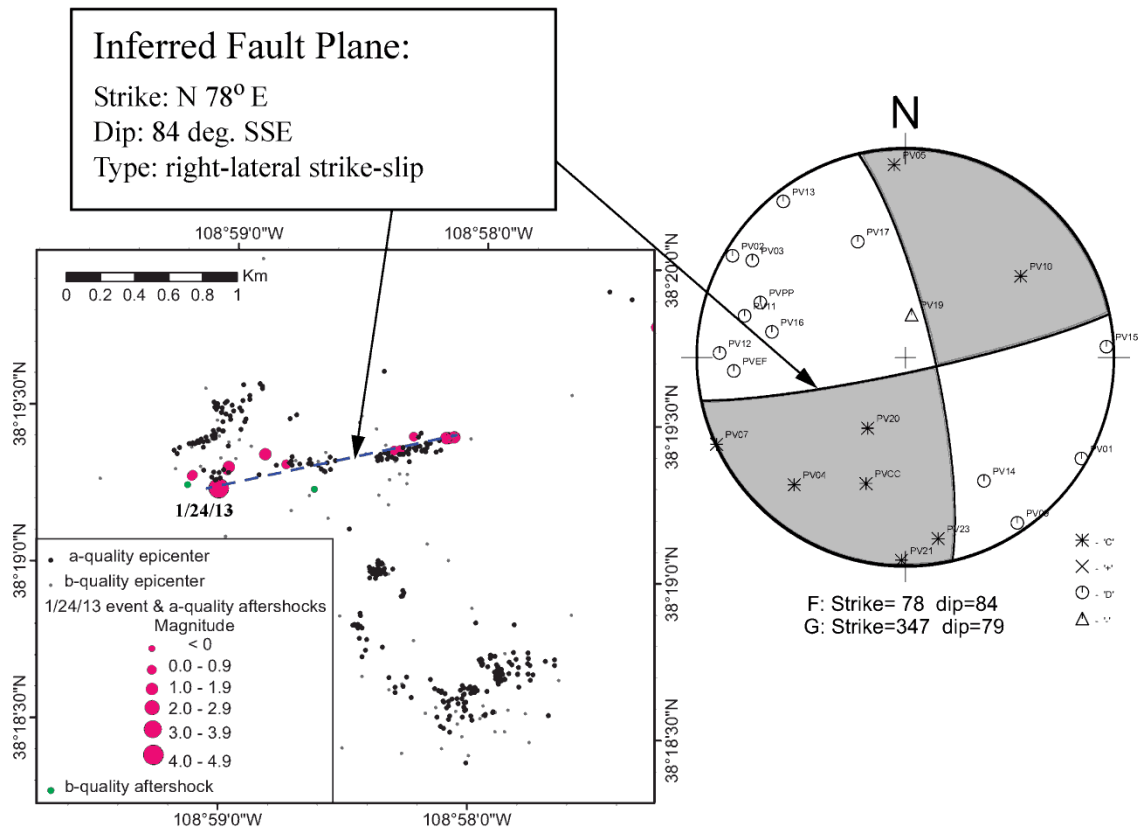 Inferred Fault Plane:
Strike: N 78º E
Dip: 84 deg. SSE
Type: right-lateral strike-slip
108°59'0"W
108°58'0"W
Km
0 0.2 0.4 0.6 0.8 1
38°20'0"N
38°19'30"N
38°19'30"N
38°19'0"N
38°19'0"N
38°18'30"N
38°18'30"N
1/24/13
a-quality epicenter
b-quality epicenter
1/24/13 event & a-quality aftershocks
Magnitude
< 0
0.0 - 0.9
1.0 - 1.9
2.0 - 2.9
3.0 - 3.9
4.0 - 4.9
b-quality aftershock
108°59'0"W
108°58'0"W
N
PV05
PV13
PV17
PV02
PV03
PV10
PVPP
PV11
PV19
PV16
PV15
PV12
PVEF
PV20
PV07
PV01
PV04
PVCC
PV14
PV23
PV21
- 'C'
- '+'
- 'D'
- '-'
F: Strike= 78 dip=84
G: Strike=347 dip=79